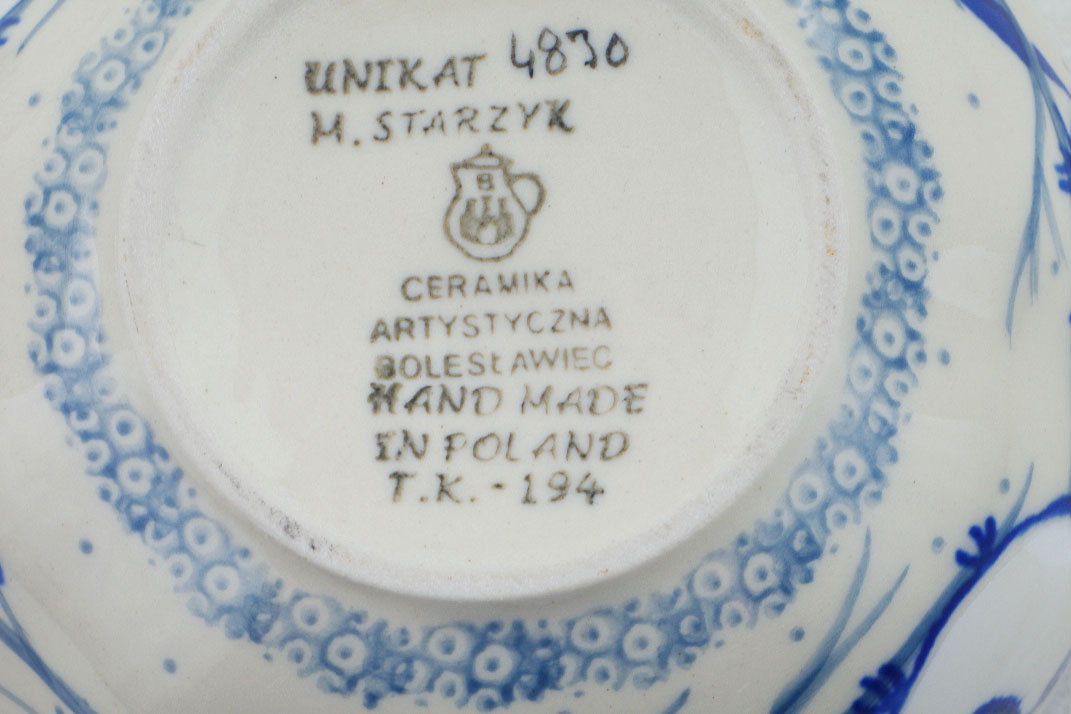 UNIKAT 4830
M. STARZYK
B
CERAMIKA
ARTYSTYCZNA
BOLESŁAWIEC
HAND MADE
IN POLAND
T.K. - 194